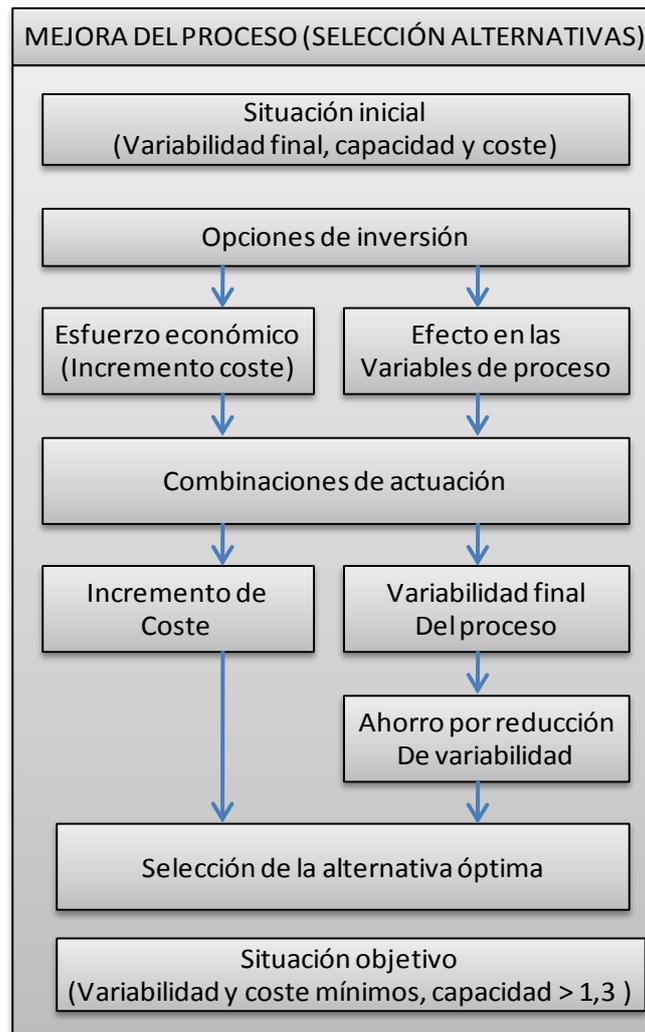 MEJORA DEL PROCESO (SELECCIÓN ALTERNATIVAS)
Situación inicial
(Variabilidad final, capacidad y coste)
Opciones de inversión
Esfuerzo económico
(Incremento coste)
Efecto en las
Variables de proceso
Combinaciones de actuación
Incremento de
Coste
Variabilidad final
Del proceso
Ahorro por reducción
De variabilidad
Selección de la alternativa óptima
Situación objetivo
(Variabilidad y coste mínimos, capacidad > 1,3 )